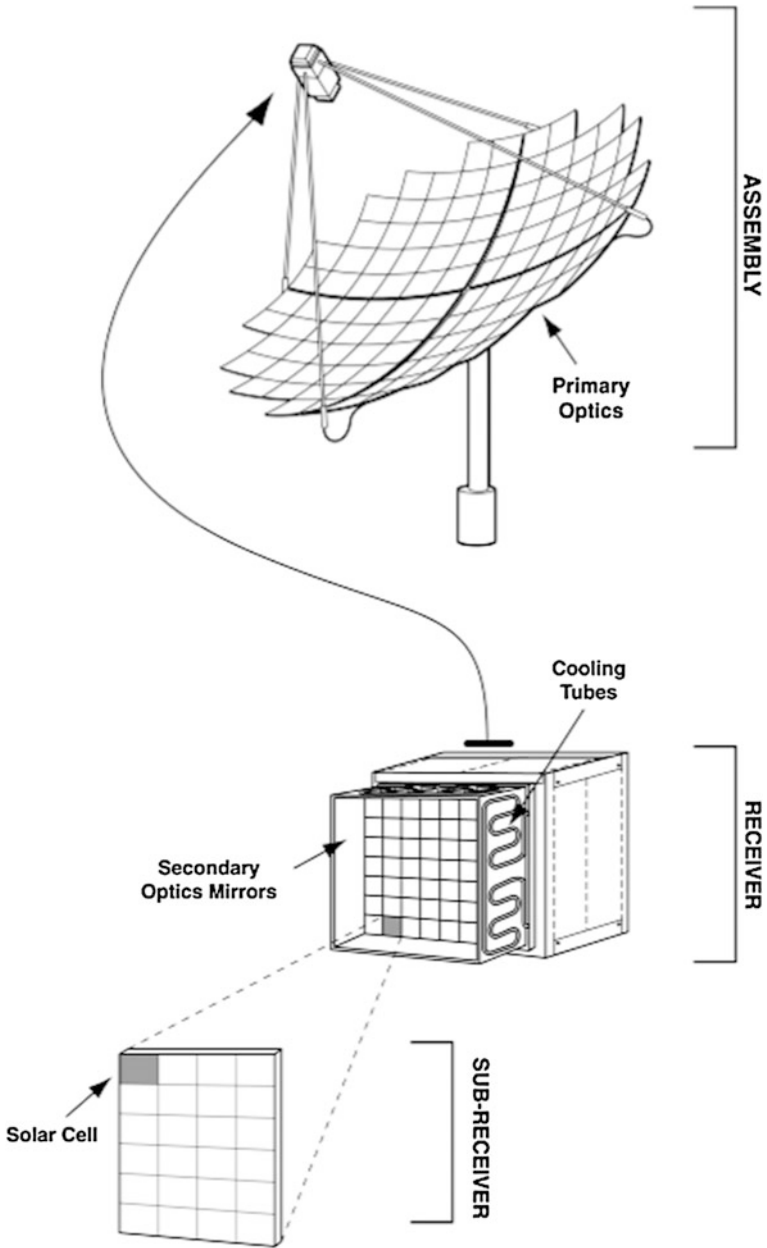 ASSEMBLY
Primary
Optics
Cooling
Tubes
RECEIVER
Secondary
Optics Mirrors
SUB-RECEIVER
Solar Cell